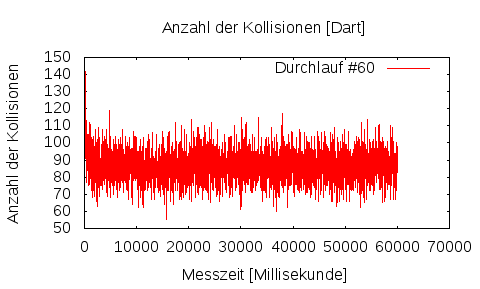 Anzahl der Kollisionen [Dart]
Durchlauf #60
Anzahl der Kollisionen
150
140
130
120
110
100
90
80
70
60
50
0 10000 20000 30000 40000 50000 60000 70000
Messzeit [Millisekunde]